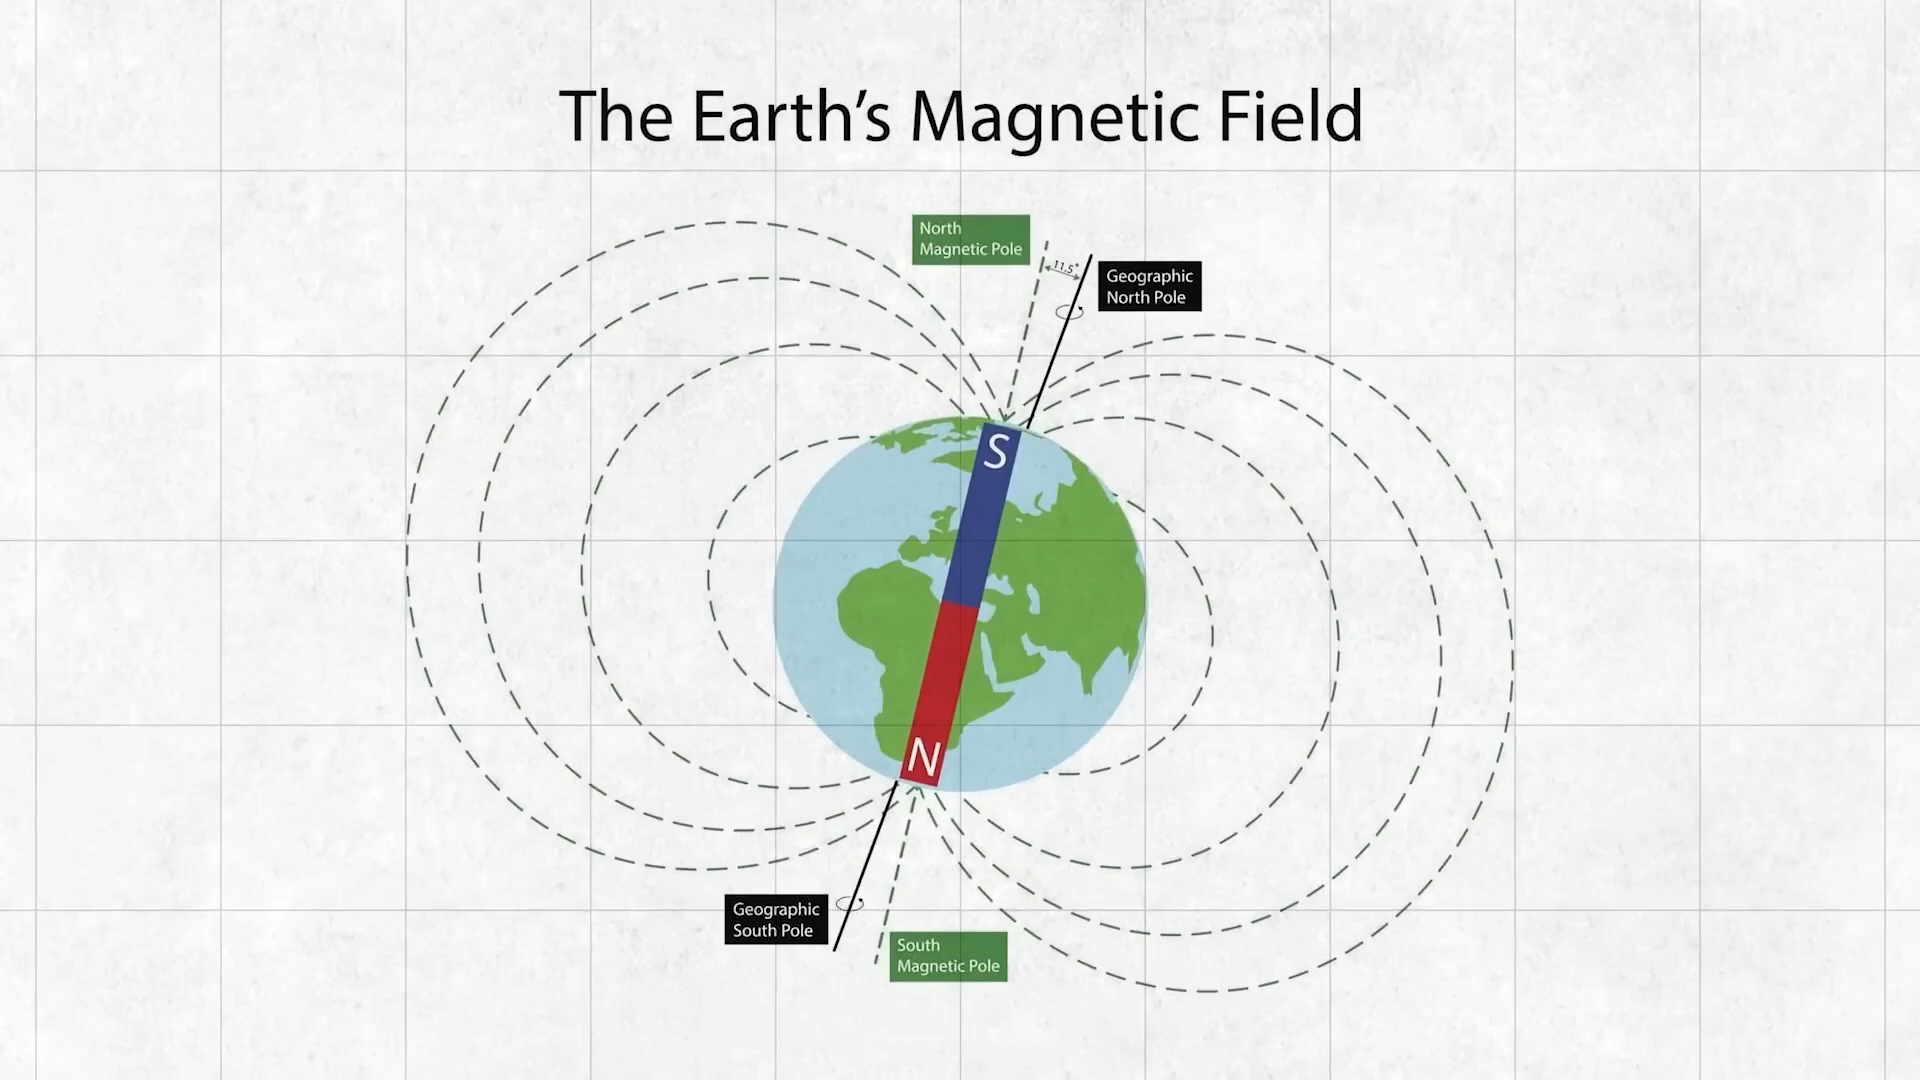 The Earth’s Magnetic Field
North
Magnetic Pole
11.5°
Geographic
North Pole
S
N
Geographic
South Pole
South
Magnetic Pole